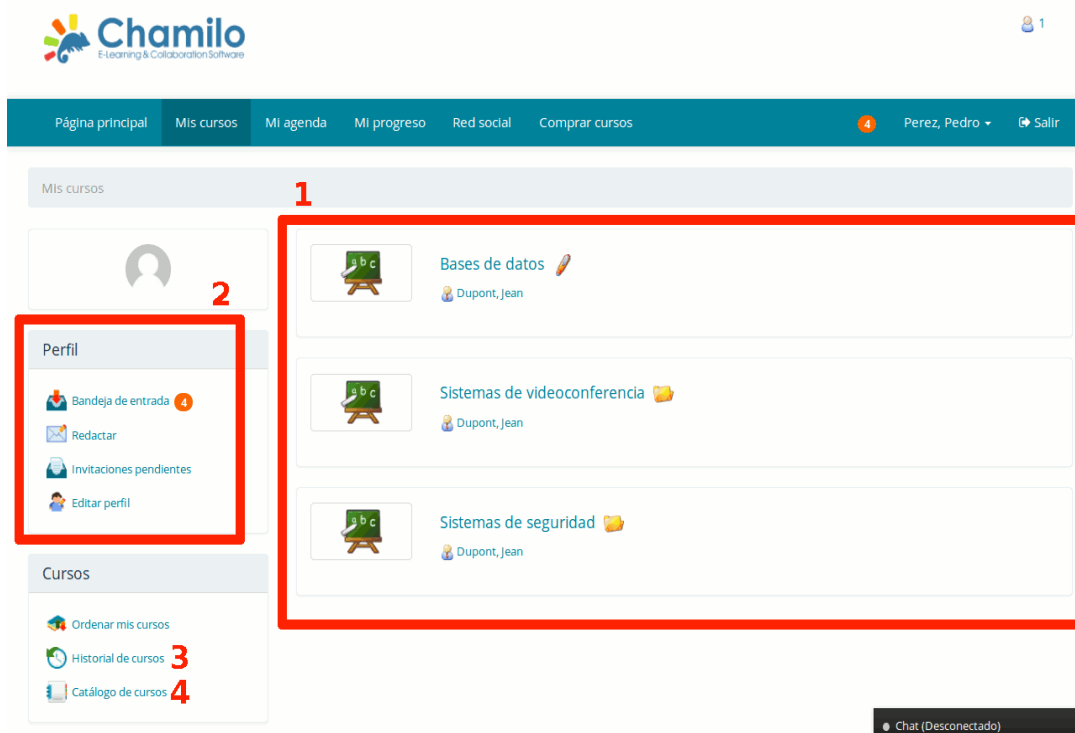 Chamilo
E-Learning & Collaboration Software
1
Página principal Mis cursos Mi agenda Mi progreso Red social Comprar cursos 4 Perez, Pedro Salir
Mis cursos
1
2
Perfil
Bandeja de entrada 4
Redactar
Invitaciones pendientes
Editar perfil
Cursos
Ordenar mis cursos
Historial de cursos 3
Catálogo de cursos 4
abc
Bases de datos
Dupont, Jean
abc
Sistemas de videoconferencia
Dupont, Jean
abc
Sistemas de seguridad
Dupont, Jean
Chat (Desconectado)